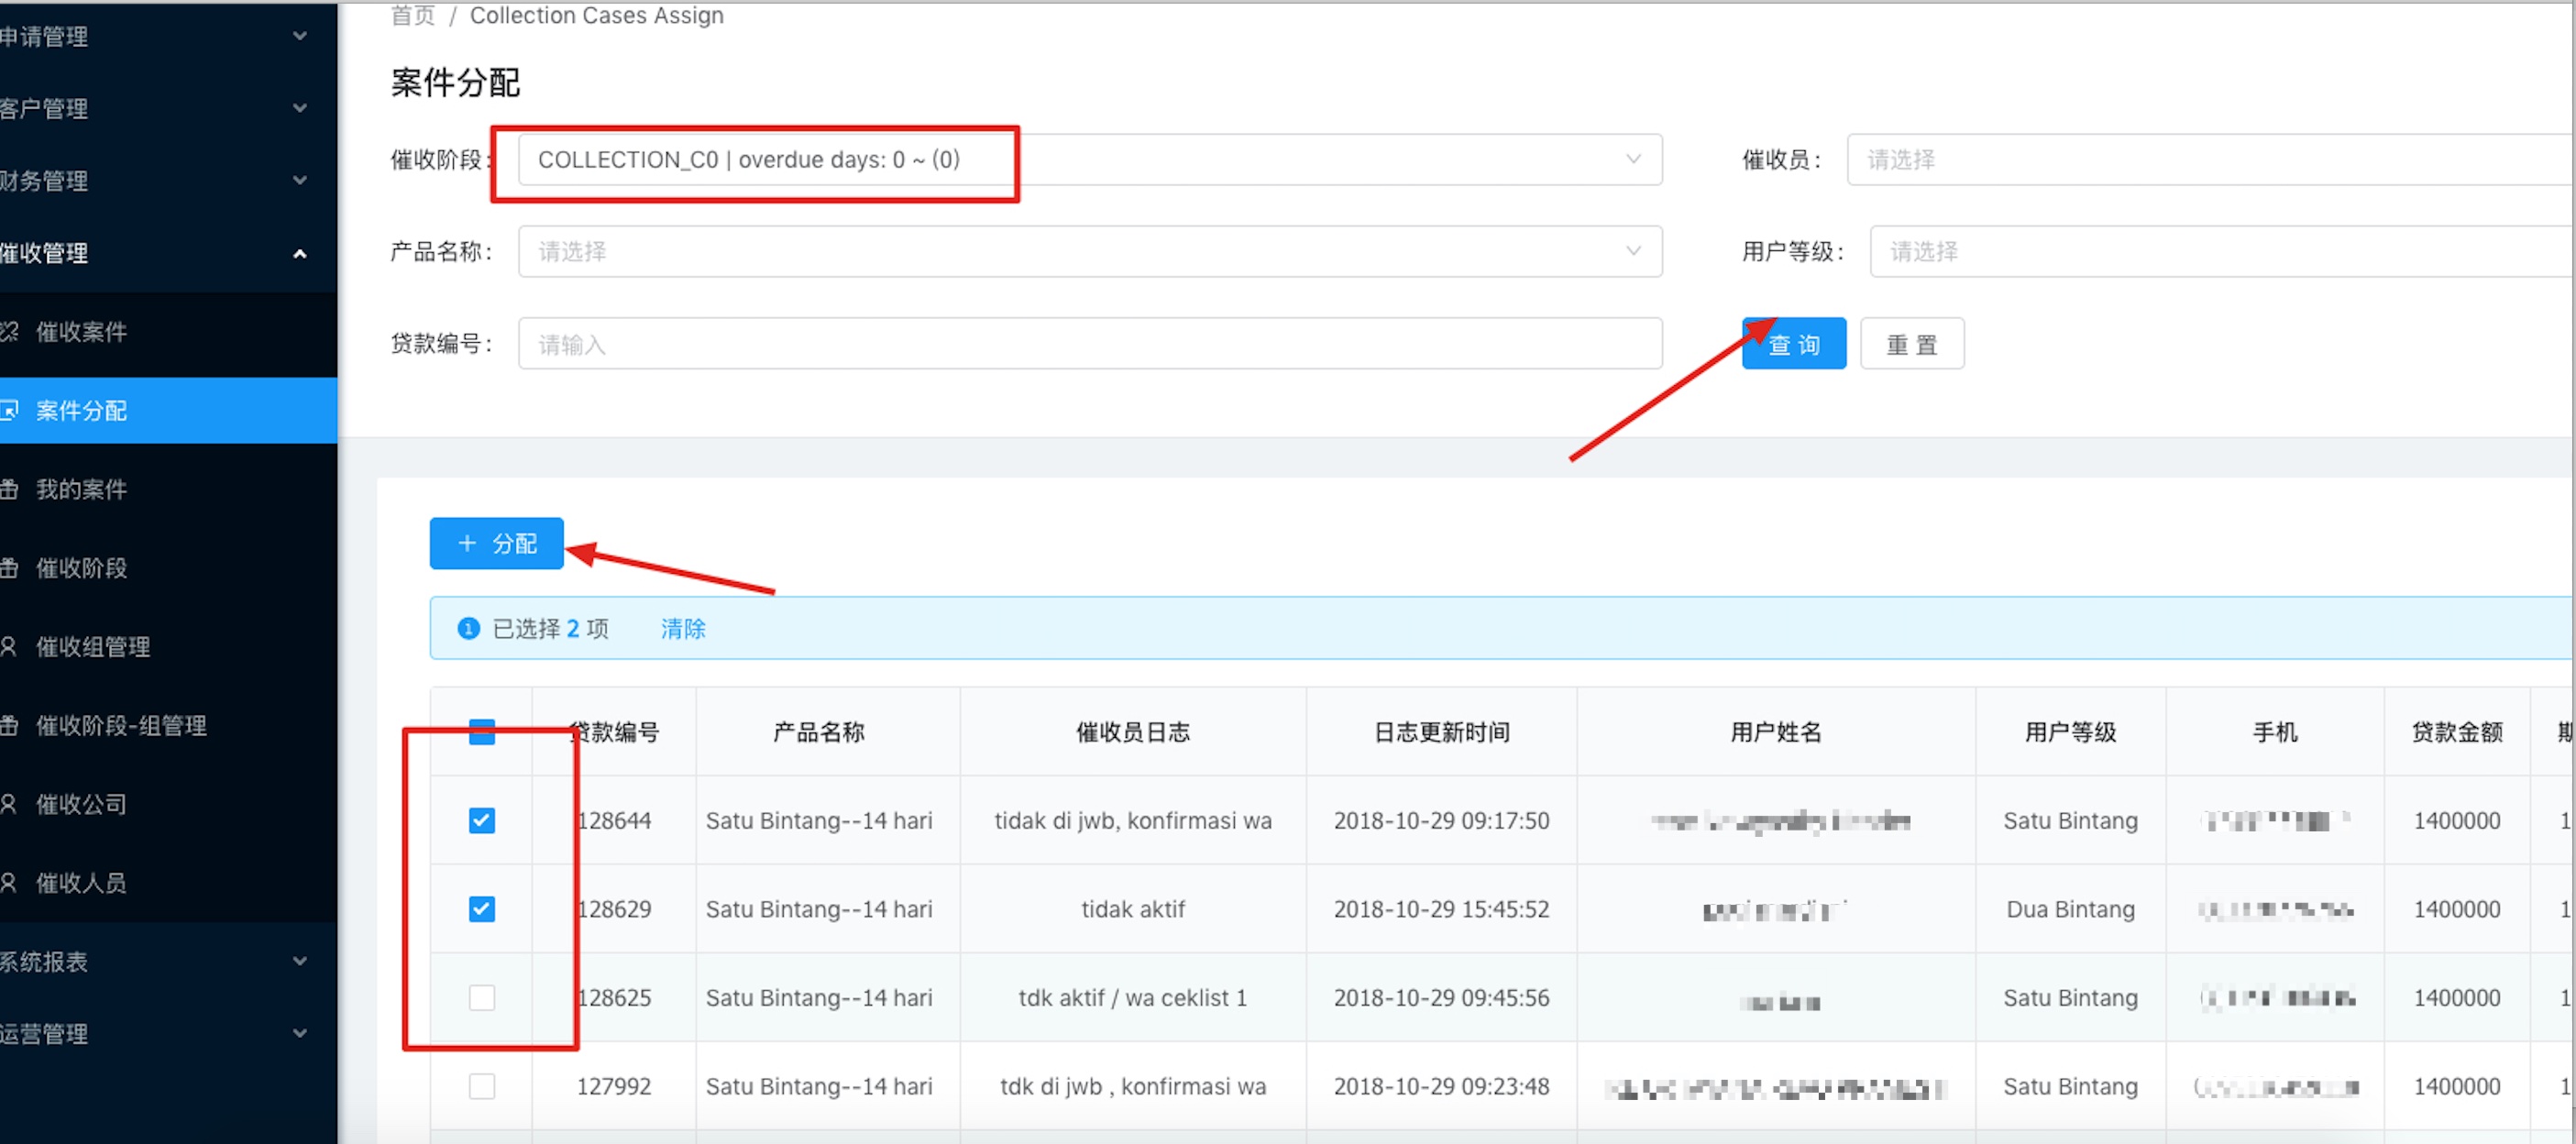 首页 / Collection Cases Assign
申请管理
客户管理
财务管理
催收管理
催收案件
案件分配
我的案件
催收阶段
催收组管理
催收阶段-组管理
催收公司
催收人员
系统报表
运营管理
案件分配
催收阶段: COLLECTION_C0 | overdue days: 0 ~ (0) 催收员: 请选择
产品名称: 请选择 用户等级: 请选择
贷款编号: 请输入 查询 重置
+ 分配
已选择 2 项 清除
贷款编号 产品名称 催收员日志 日志更新时间 用户姓名 用户等级 手机 贷款金额 期
128644 Satu Bintang--14 hari tidak di jwb, konfirmasi wa 2018-10-29 09:17:50 Satu Bintang 1400000 1
128629 Satu Bintang--14 hari tidak aktif 2018-10-29 15:45:52 Dua Bintang 1400000 1
128625 Satu Bintang--14 hari tdk aktif / wa ceklist 1 2018-10-29 09:45:56 Satu Bintang 1400000 1
127992 Satu Bintang--14 hari tdk di jwb , konfirmasi wa 2018-10-29 09:23:48 Satu Bintang 1400000 1